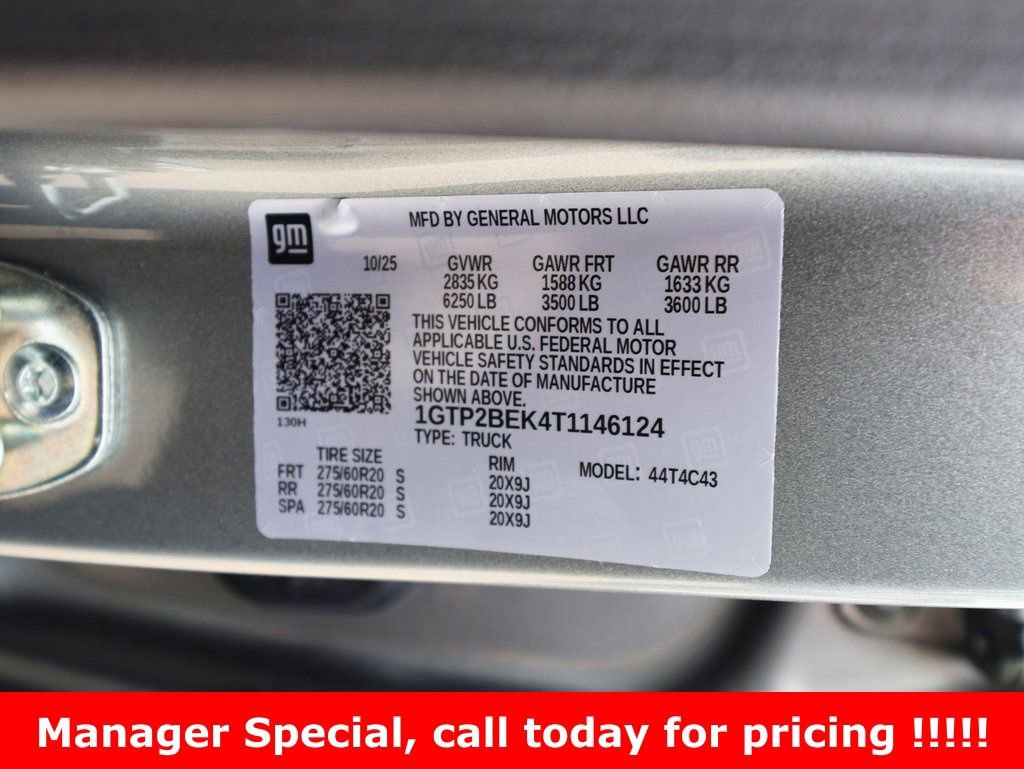 gm
MFD BY GENERAL MOTORS LLC
10/25 GVWR GAWR FRT GAWR RR
2835 KG 1588 KG 1633 KG
6250 LB 3500 LB 3600 LB
THIS VEHICLE CONFORMS TO ALL
APPLICABLE U.S. FEDERAL MOTOR
VEHICLE SAFETY STANDARDS IN EFFECT
ON THE DATE OF MANUFACTURE
SHOWN ABOVE.
130H
1GTP2BEK4T1146124
TYPE: TRUCK
TIRE SIZE RIM MODEL: 44T4C43
FRT 275/60R20 S 20X9J
RR 275/60R20 S 20X9J
SPA 275/60R20 S 20X9J
Manager Special, call today for pricing !!!!!